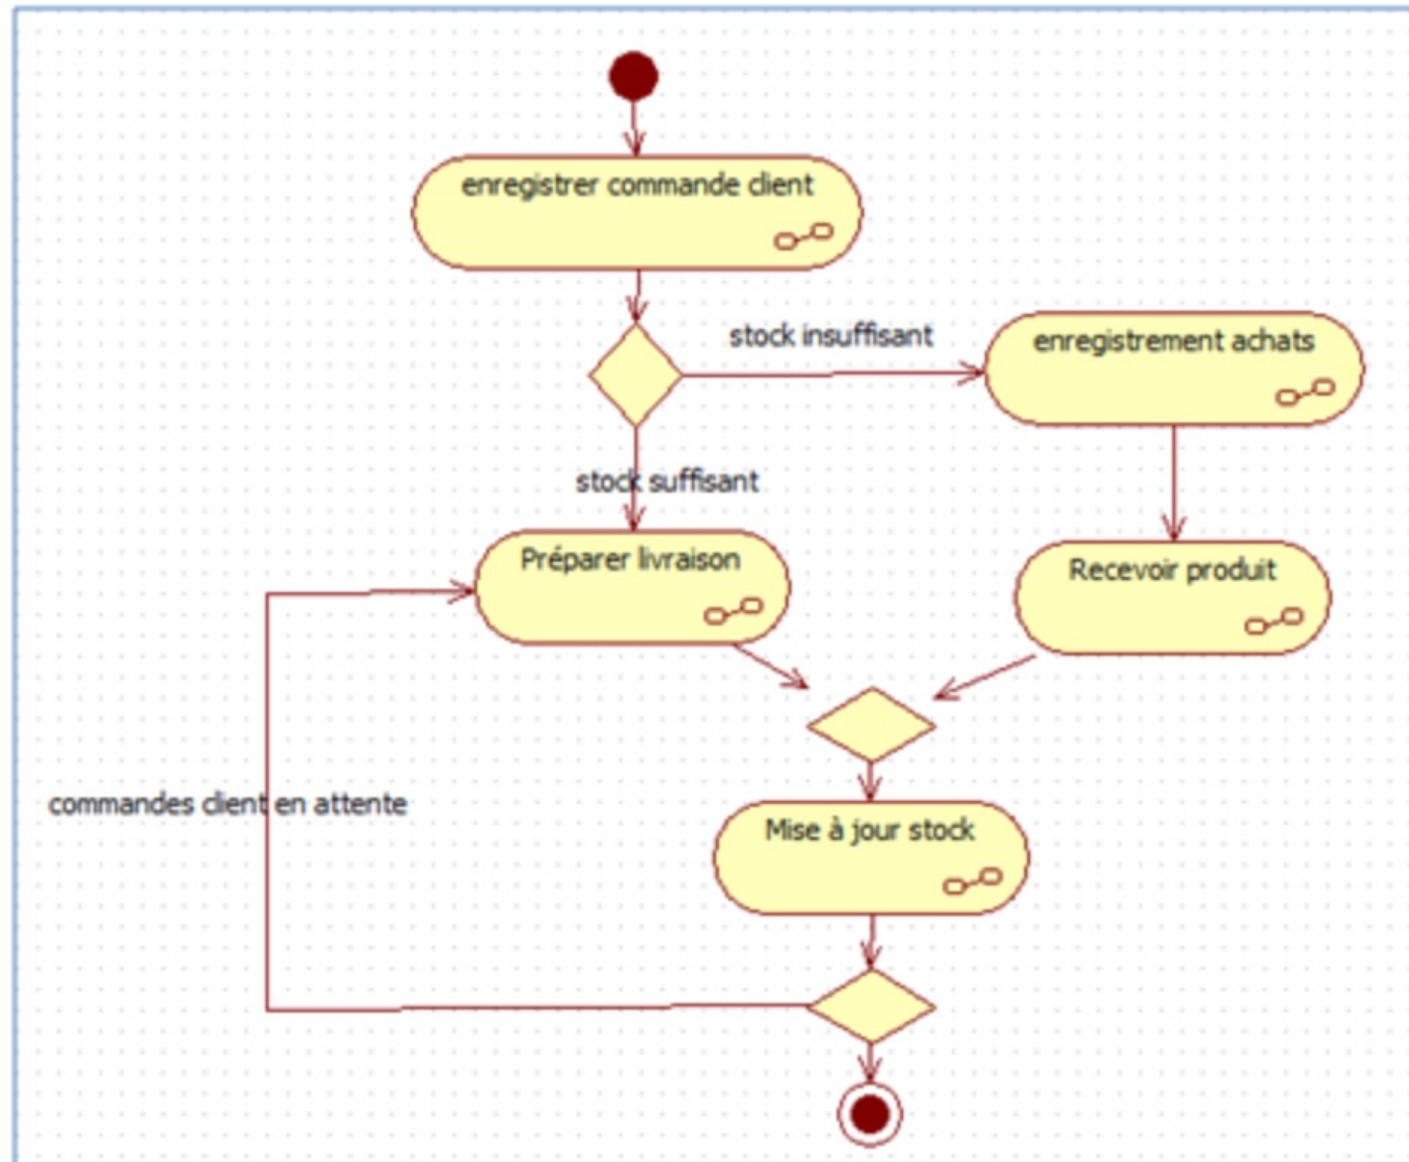 enregistrer commande client
stock insuffisant
enregistrement achats
stock suffisant
Préparer livraison
Recevoir produit
commandes client en attente
Mise à jour stock